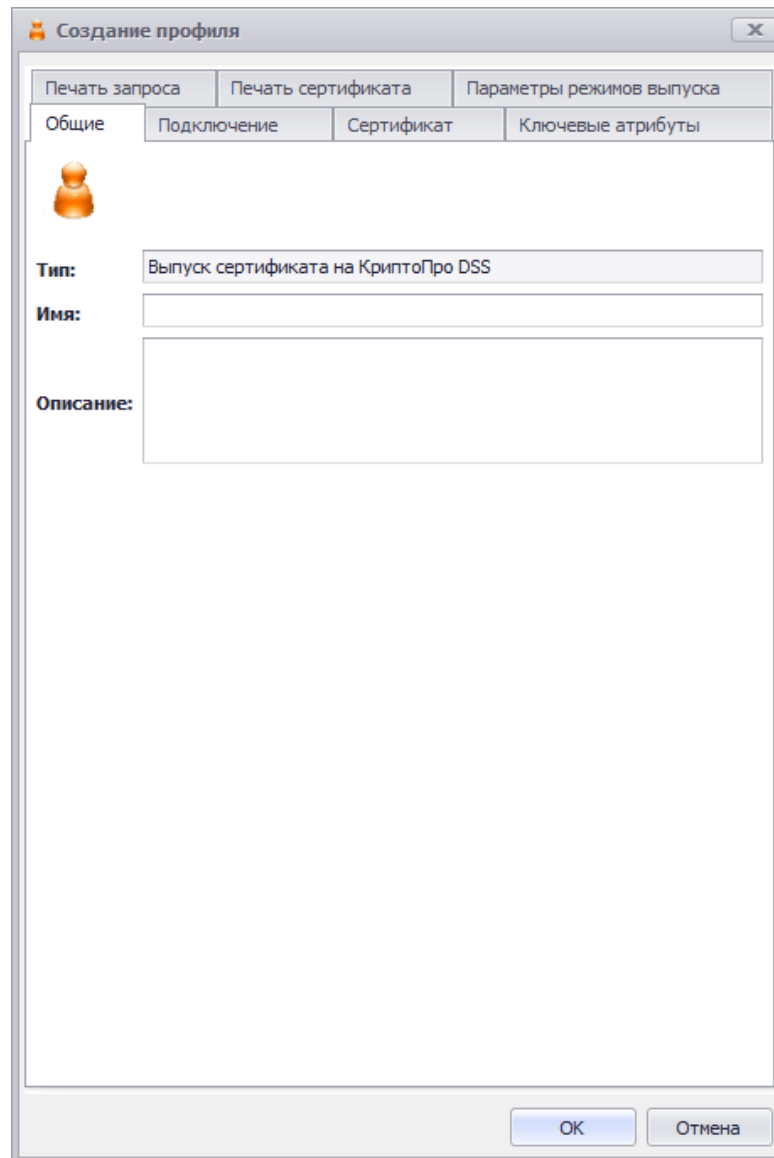 Создание профиля
Печать запроса Печать сертификата Параметры режимов выпуска
Общие Подключение Сертификат Ключевые атрибуты
Тип: Выпуск сертификата на КриптоПро DSS
Имя:
Описание:
OK Отмена